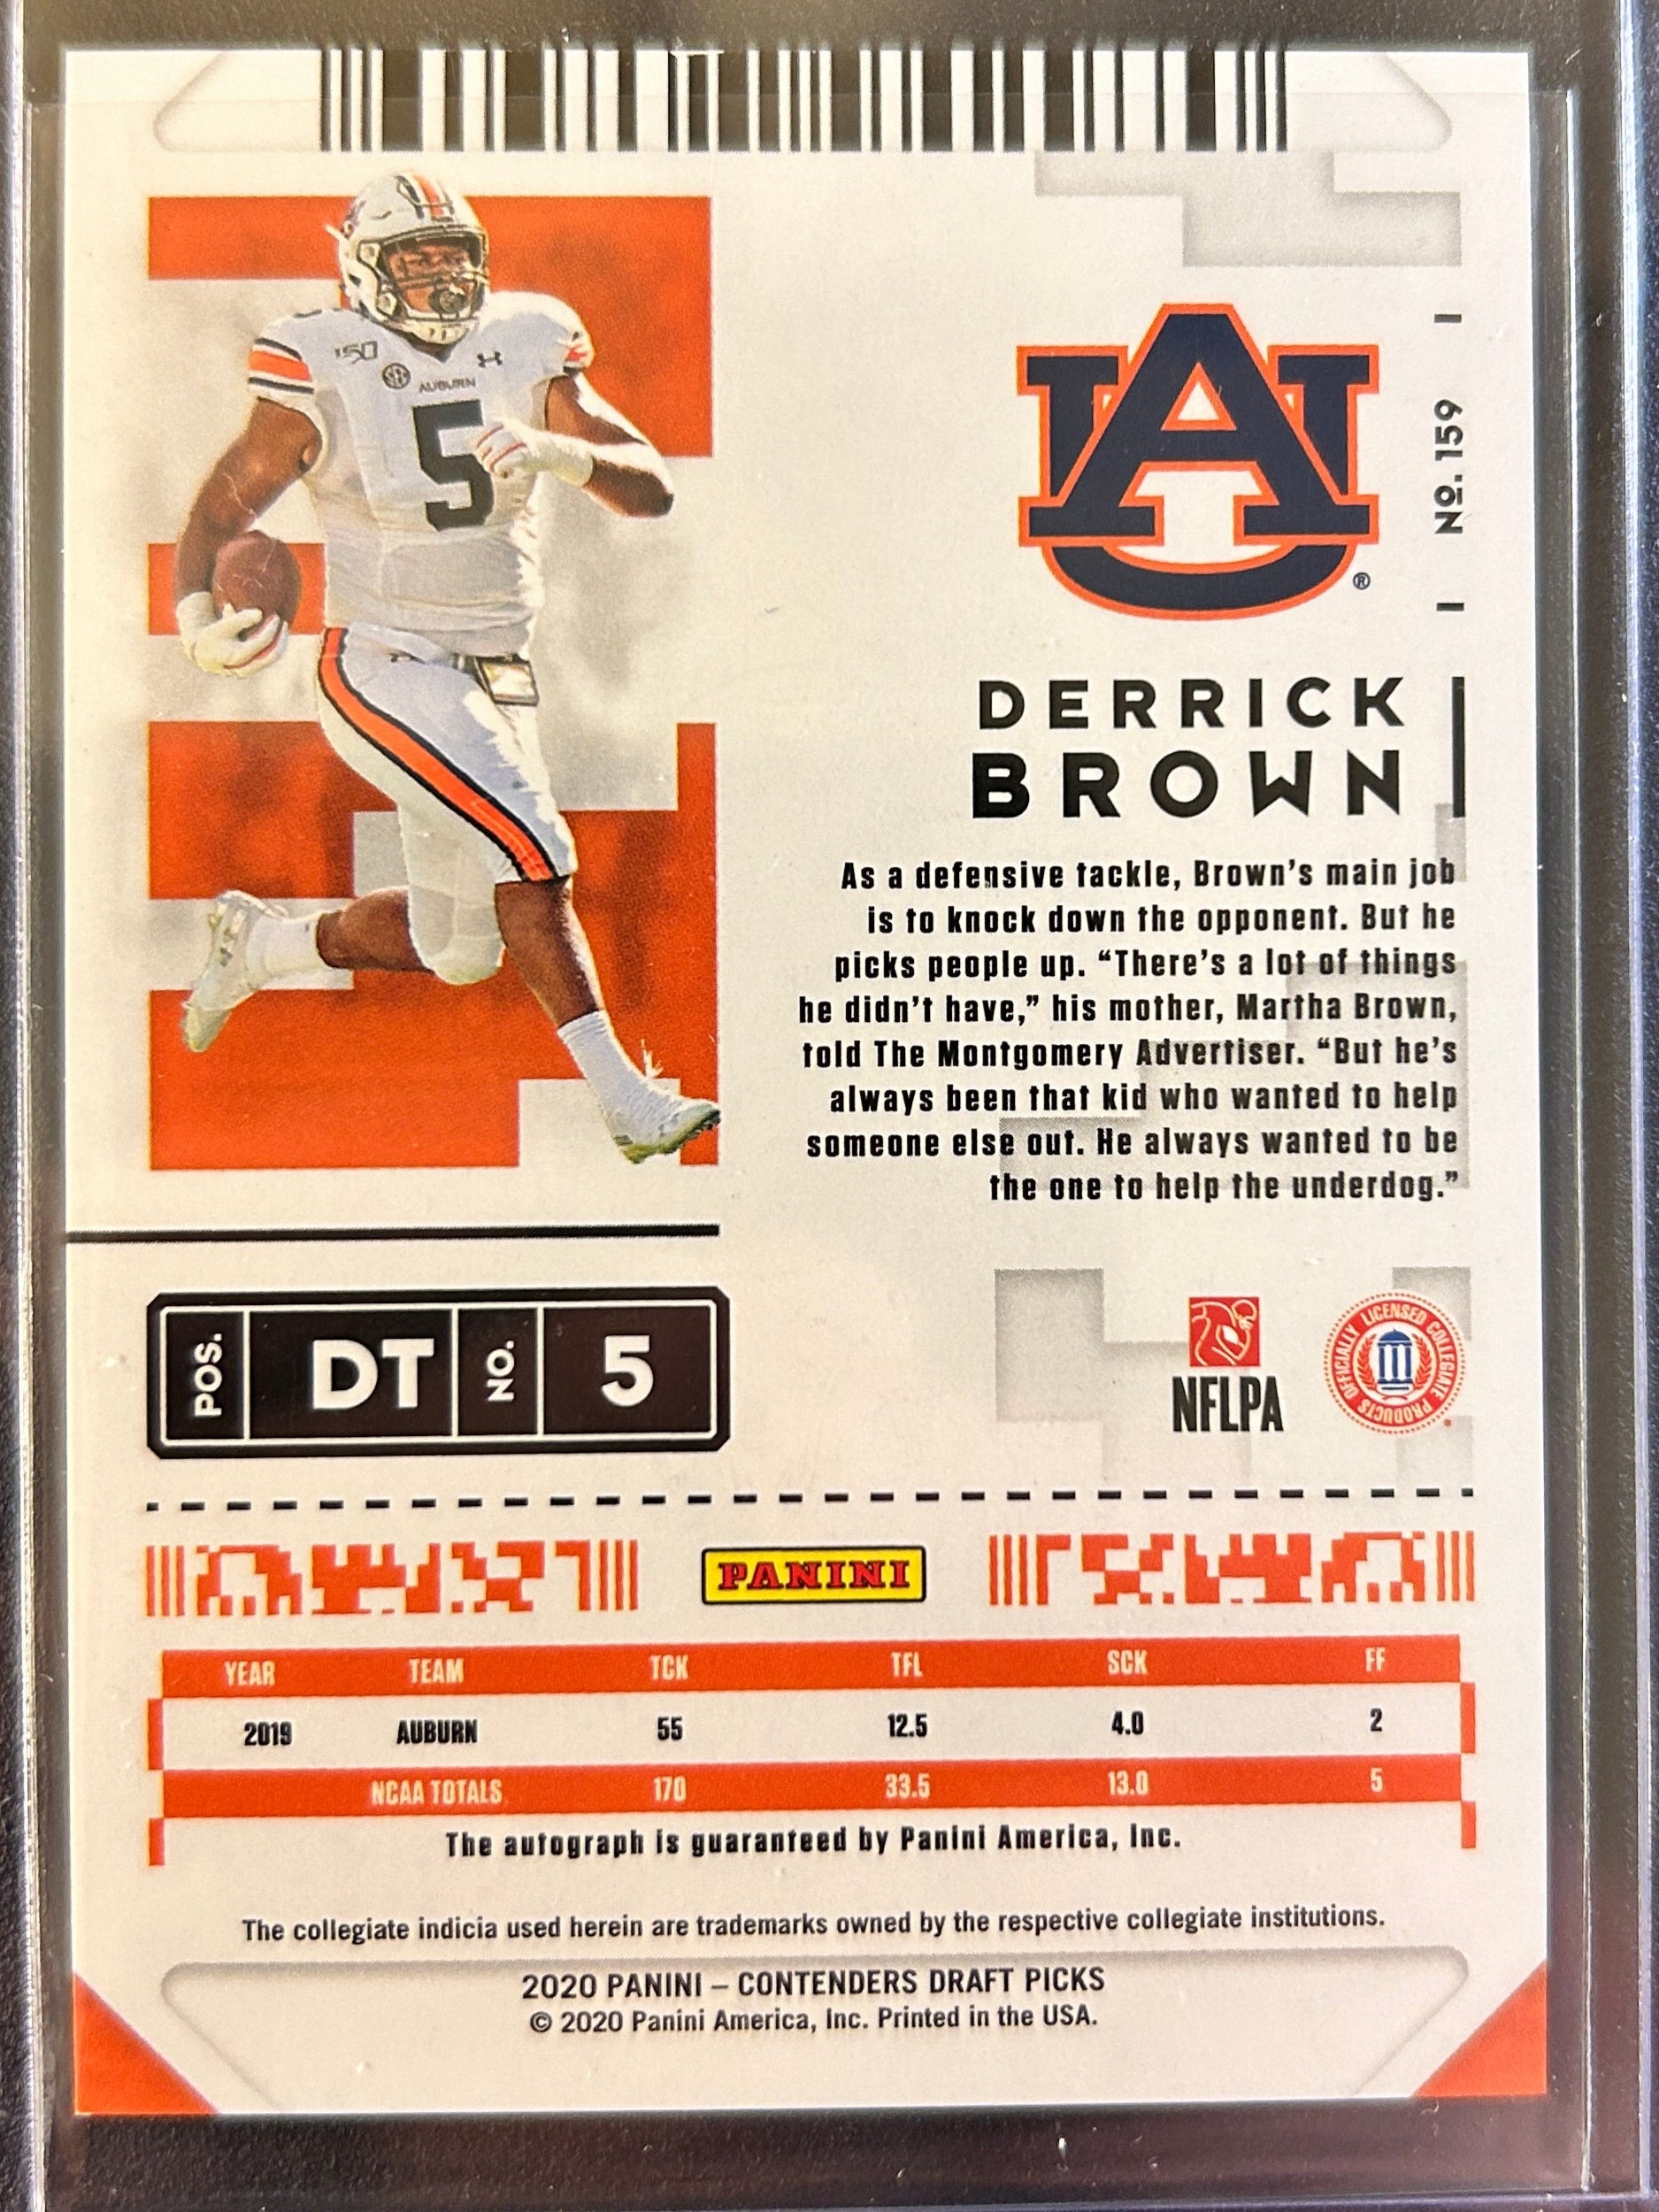 150
SEC
AUBURN
5
AU
®
No. 159
DERRICK
BROWN
As a defensive tackle, Brown's main job
is to knock down the opponent. But he
picks people up. “There's a lot of things
he didn't have,” his mother, Martha Brown,
told The Montgomery Advertiser. “But he's
always been that kid who wanted to help
someone else out. He always wanted to be
the one to help the underdog.”
POS. DT NO. 5
NFLPA
OFFICIALLY LICENSED COLLEGIATE PRODUCTS
PANINI
YEAR TEAM TCK TFL SCK FF
2019 AUBURN 55 12.5 4.0 2
NCAA TOTALS 170 33.5 13.0 5
The autograph is guaranteed by Panini America, Inc.
The collegiate indicia used herein are trademarks owned by the respective collegiate institutions.
2020 PANINI – CONTENDERS DRAFT PICKS
© 2020 Panini America, Inc. Printed in the USA.